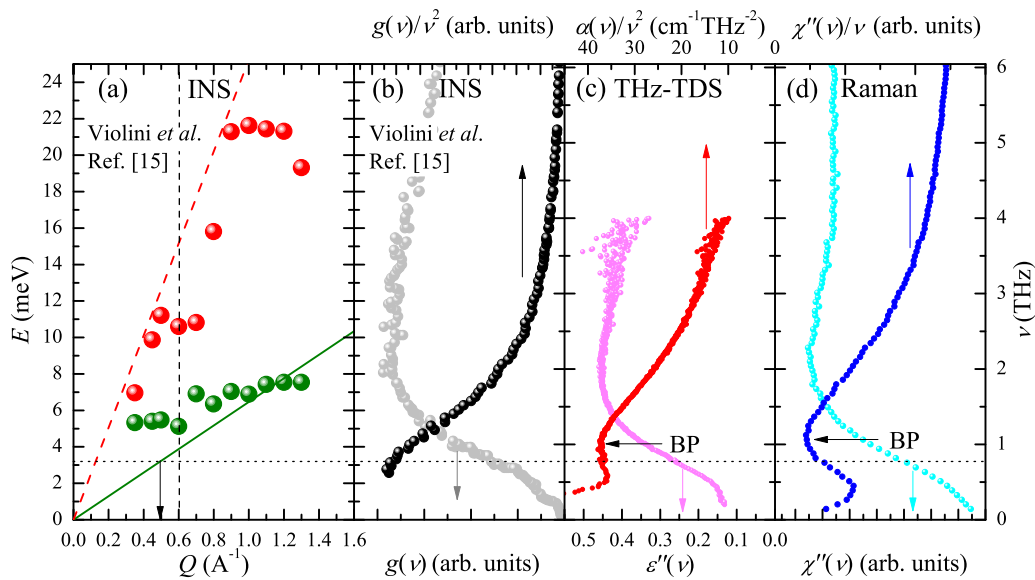 g(ν)/ν² (arb. units)
α(ν)/ν² (cm⁻¹THz⁻²)
χ′′(ν)/ν (arb. units)
40 30 20 10 0
(a) INS
(b) INS
(c) THz-TDS
(d) Raman
Violini et al.
Ref. [15]
Violini et al.
Ref. [15]
BP
BP
E (meV)
24
22
20
18
16
14
12
10
8
6
4
2
0
ν (THz)
6
5
4
3
2
1
0
0.0 0.2 0.4 0.6 0.8 1.0 1.2 1.4 1.6
0.5 0.4 0.3 0.2 0.1 0.0
Q (A⁻¹)
g(ν) (arb. units)
ε′′(ν)
χ′′(ν) (arb. units)